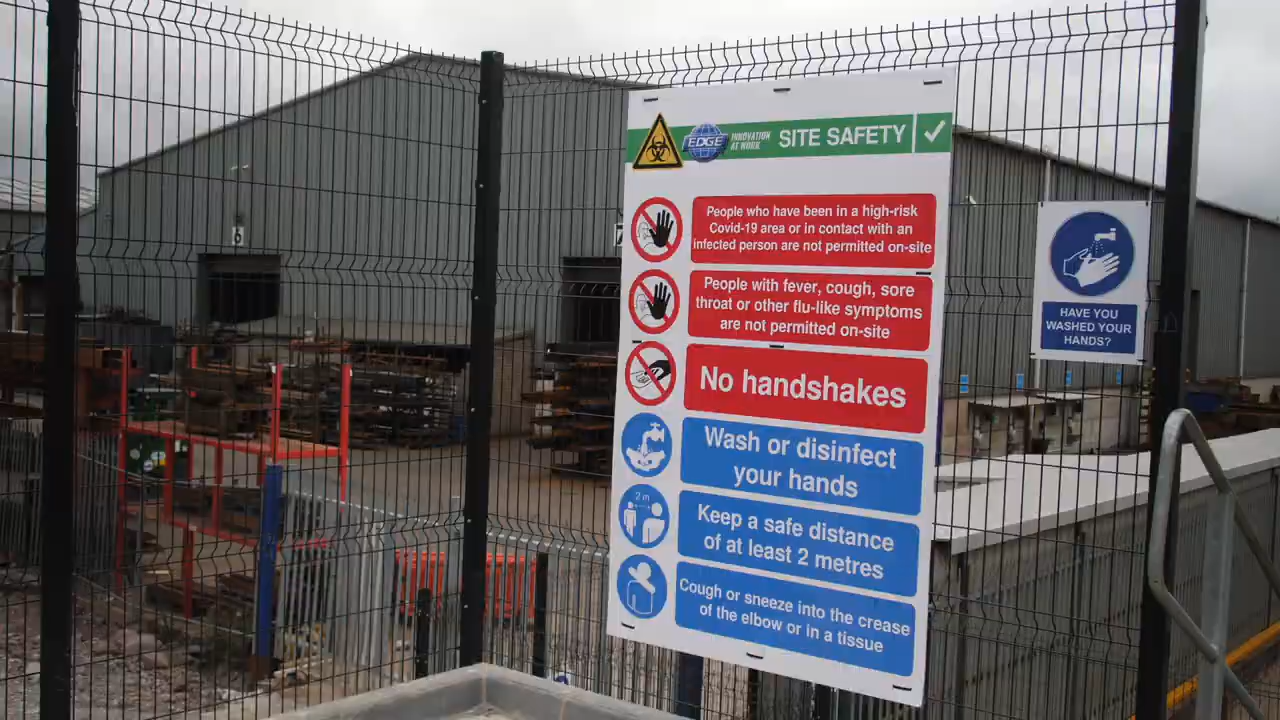 EDGE
INNOVATION
AT WORK
SITE SAFETY
People who have been in a high-risk
Covid-19 area or in contact with an
infected person are not permitted on-site
People with fever, cough, sore
throat or other flu-like symptoms
are not permitted on-site
No handshakes
Wash or disinfect
your hands
2 m
Keep a safe distance
of at least 2 metres
Cough or sneeze into the crease
of the elbow or in a tissue
HAVE YOU
WASHED YOUR
HANDS?
6
7